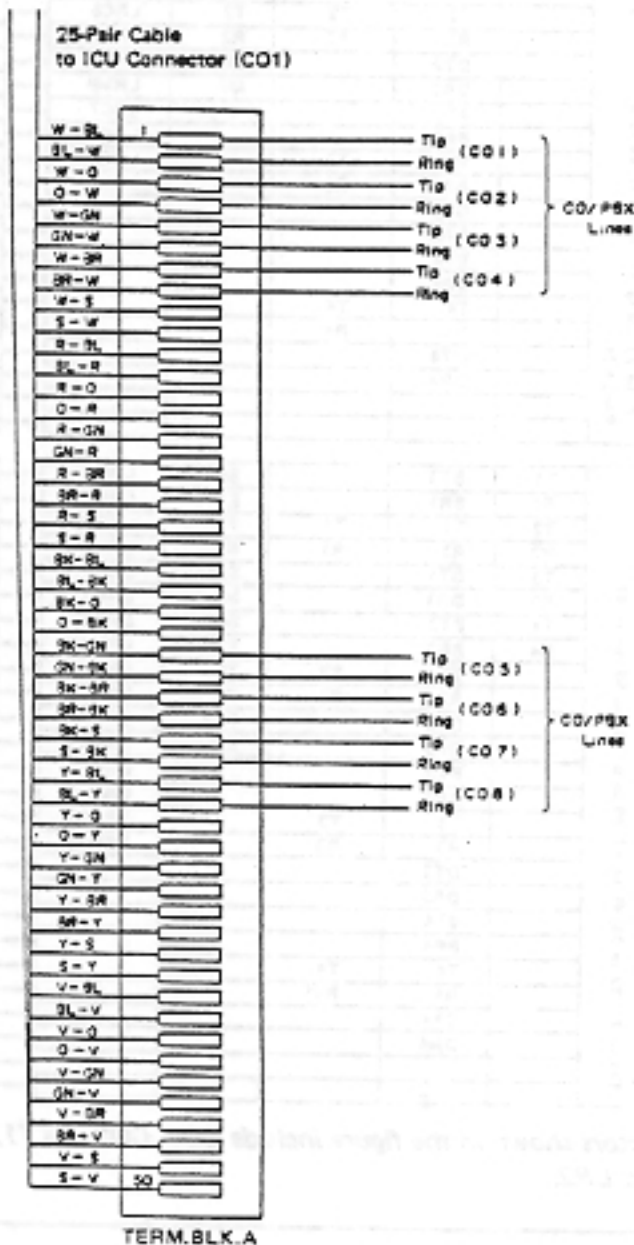 25-Pair Cable
to ICU Connector (CO1)
W-BL 1 Tip (CO1)
BL-W Ring
W-O Tip (CO2)
O-W Ring
W-GN Tip (CO3)
GN-W Ring
W-BR Tip (CO4)
BR-W Ring
CO/PBX
Lines
W-S
S-W
R-BL
BL-R
R-O
O-R
R-GN
GN-R
R-BR
BR-R
R-S
S-R
BK-BL
BL-BK
BK-O
O-BK
BK-GN Tip (CO5)
GN-BK Ring
BK-BR Tip (CO6)
BR-BK Ring
BK-S Tip (CO7)
S-BK Ring
Y-BL Tip (CO8)
BL-Y Ring
CO/PBX
Lines
Y-O
O-Y
Y-GN
GN-Y
Y-BR
BR-Y
Y-S
S-Y
V-BL
BL-V
V-O
O-V
V-GN
GN-V
V-BR
BR-V
V-S
S-V 50
TERM.BLK.A